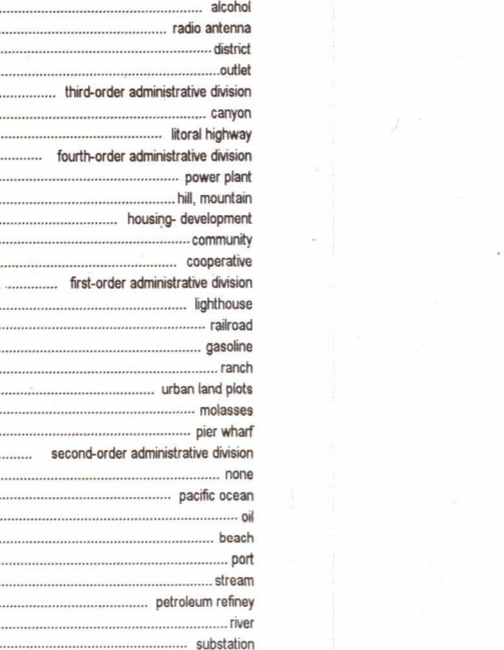 alcohol
radio antenna
district
outlet
third-order administrative division
canyon
litoral highway
fourth-order administrative division
power plant
hill, mountain
housing- development
community
cooperative
first-order administrative division
lighthouse
railroad
gasoline
ranch
urban land plots
molasses
pier wharf
second-order administrative division
none
pacific ocean
oil
beach
port
stream
petroleum refiney
river
substation